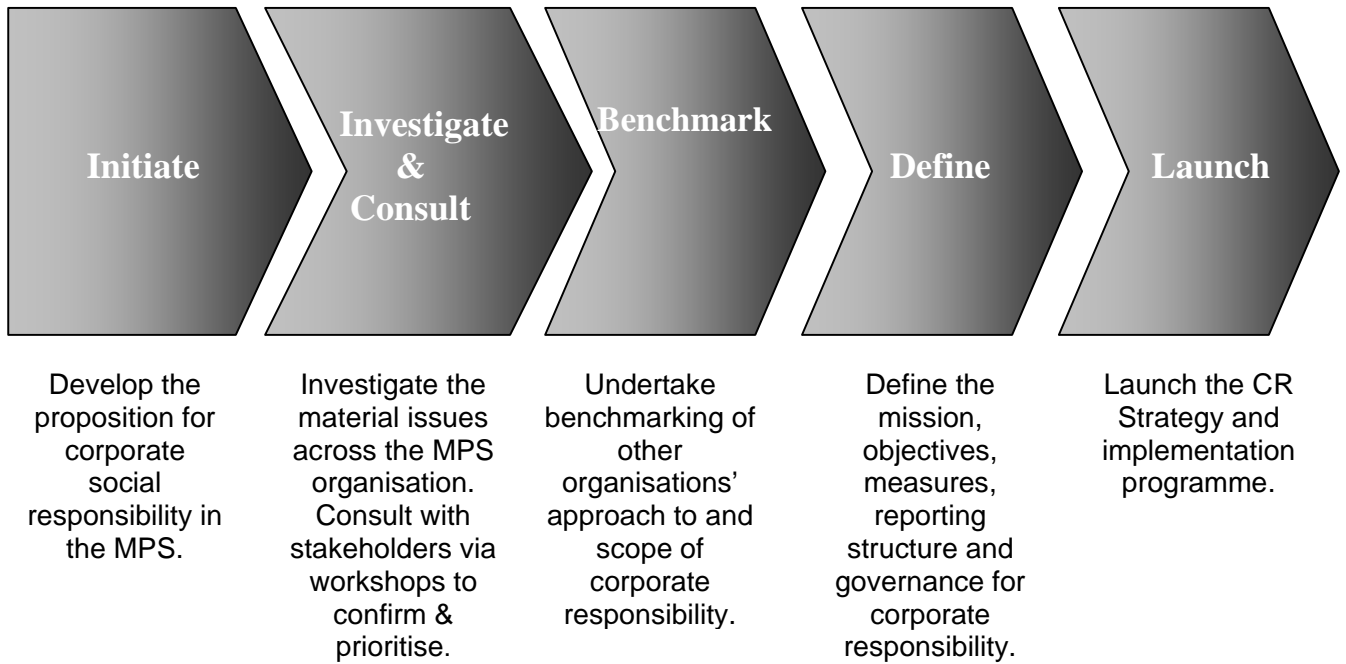 Initiate
Investigate
&
Consult
Benchmark
Define
Launch
Develop the
proposition for
corporate
social
responsibility in
the MPS.
Investigate the
material issues
across the MPS
organisation.
Consult with
stakeholders via
workshops to
confirm &
prioritise.
Undertake
benchmarking of
other
organisations’
approach to and
scope of
corporate
responsibility.
Define the
mission,
objectives,
measures,
reporting
structure and
governance for
corporate
responsibility.
Launch the CR
Strategy and
implementation
programme.